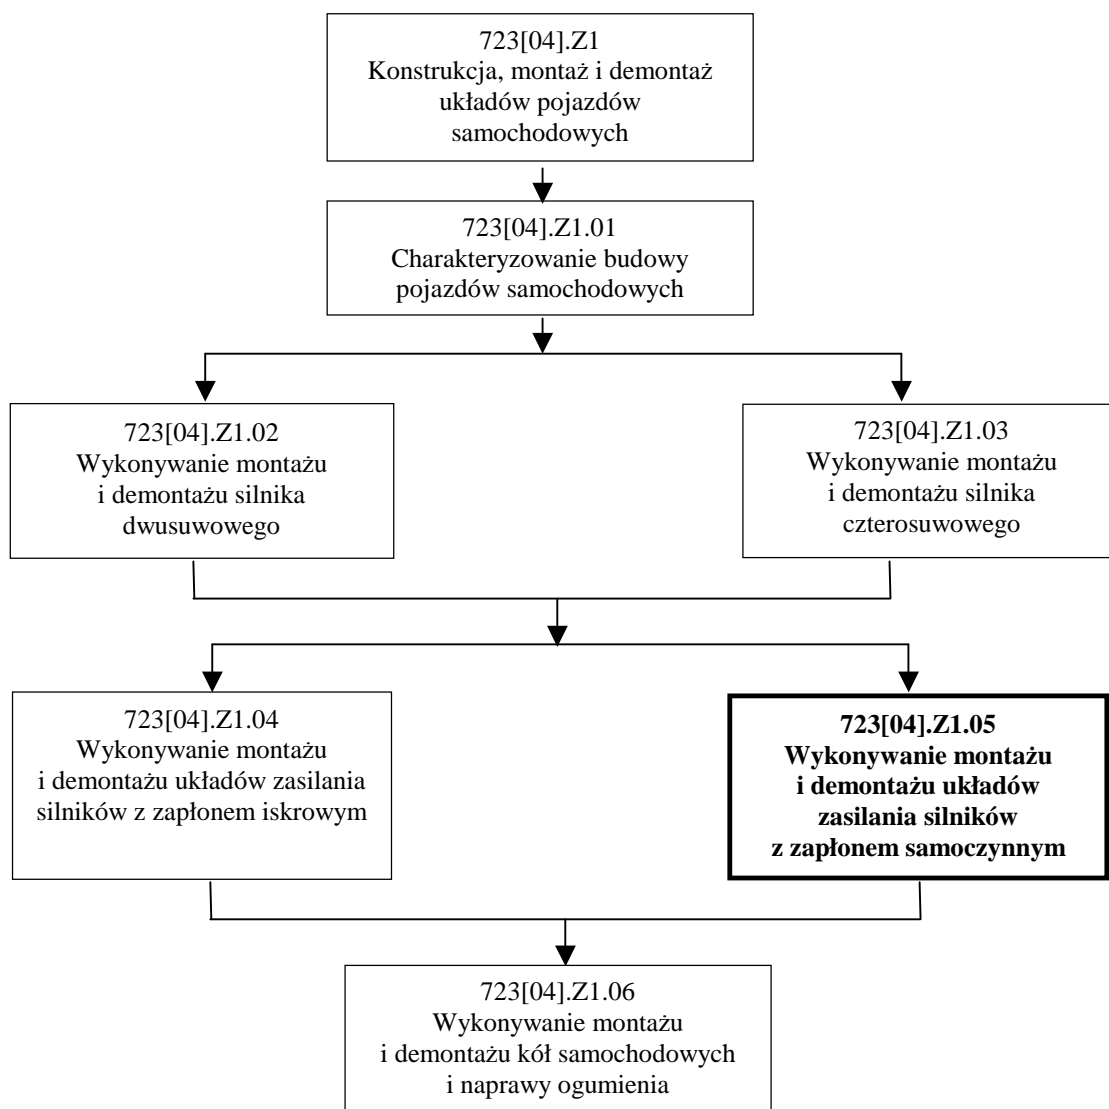 723[04].Z1
Konstrukcja, montaż i demontaż
układów pojazdów
samochodowych
723[04].Z1.01
Charakteryzowanie budowy
pojazdów samochodowych
723[04].Z1.02
Wykonywanie montażu
i demontażu silnika
dwusuwowego
723[04].Z1.03
Wykonywanie montażu
i demontażu silnika
czterosuwowego
723[04].Z1.04
Wykonywanie montażu
i demontażu układów zasilania
silników z zapłonem iskrowym
723[04].Z1.05
Wykonywanie montażu
i demontażu układów
zasilania silników
z zapłonem samoczynnym
723[04].Z1.06
Wykonywanie montażu
i demontażu kół samochodowych
i naprawy ogumienia